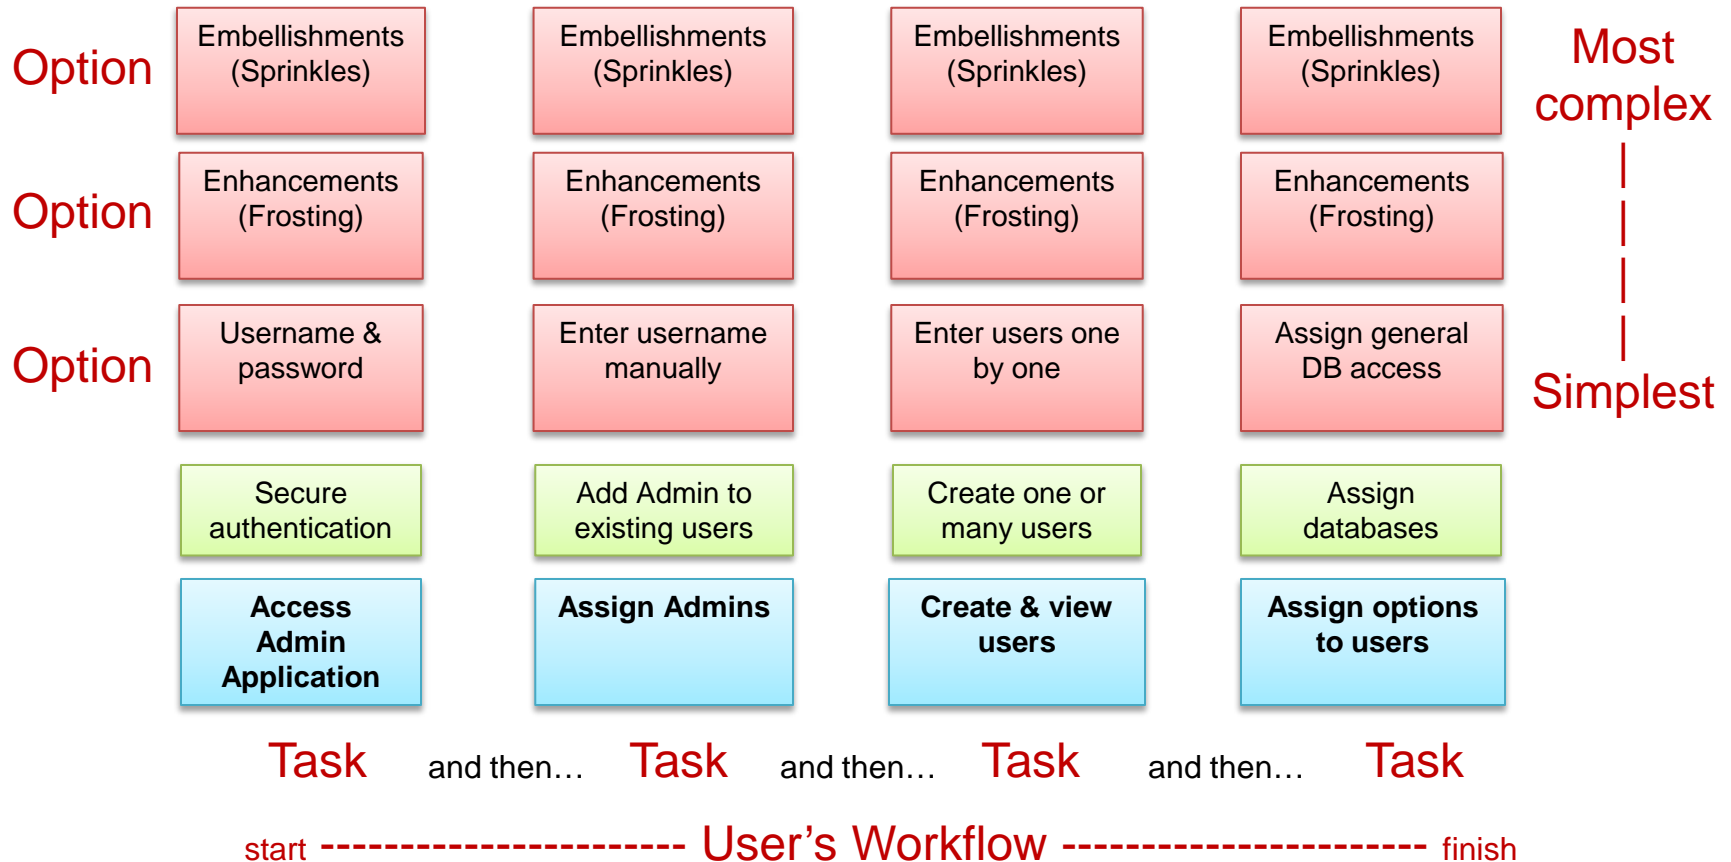 Option
Embellishments
(Sprinkles)
Embellishments
(Sprinkles)
Embellishments
(Sprinkles)
Embellishments
(Sprinkles)
Most
complex
Option
Enhancements
(Frosting)
Enhancements
(Frosting)
Enhancements
(Frosting)
Enhancements
(Frosting)
Option
Username &
password
Enter username
manually
Enter users one
by one
Assign general
DB access
Simplest
Secure
authentication
Add Admin to
existing users
Create one or
many users
Assign
databases
Access
Admin
Application
Assign Admins
Create & view
users
Assign options
to users
Task and then… Task and then… Task and then… Task
start ----------------------- User’s Workflow ----------------------- finish